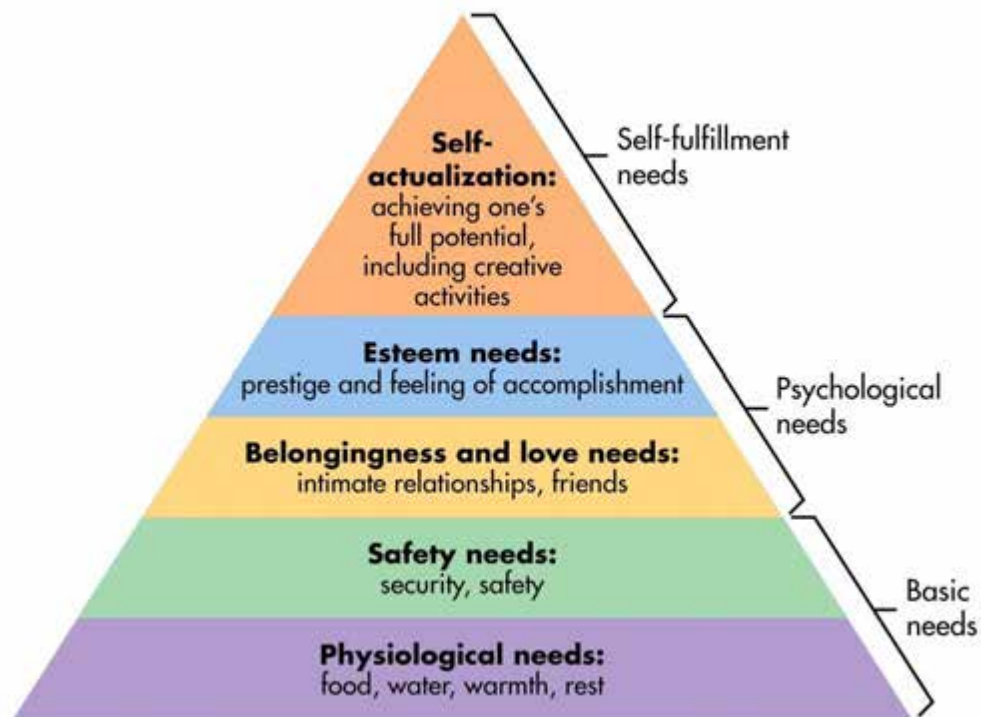 Self-
actualization:
achieving one's
full potential,
including creative
activities
Self-fulfillment
needs
Esteem needs:
prestige and feeling of accomplishment
Psychological
needs
Belongingness and love needs:
intimate relationships, friends
Safety needs:
security, safety
Basic
needs
Physiological needs:
food, water, warmth, rest